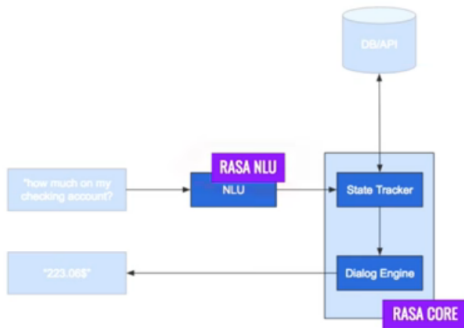 DB/API
RASA NLU
"how much on my
checking account?
NLU
State Tracker
"223.06$"
Dialog Engine
RASA CORE